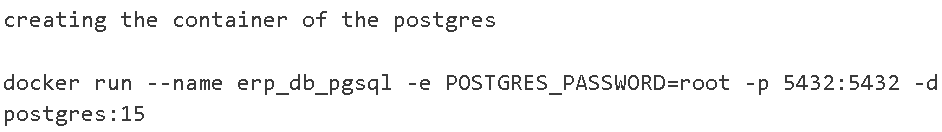 creating the container of the postgres
docker run --name erp_db_pgsql -e POSTGRES_PASSWORD=root -p 5432:5432 -d
postgres:15